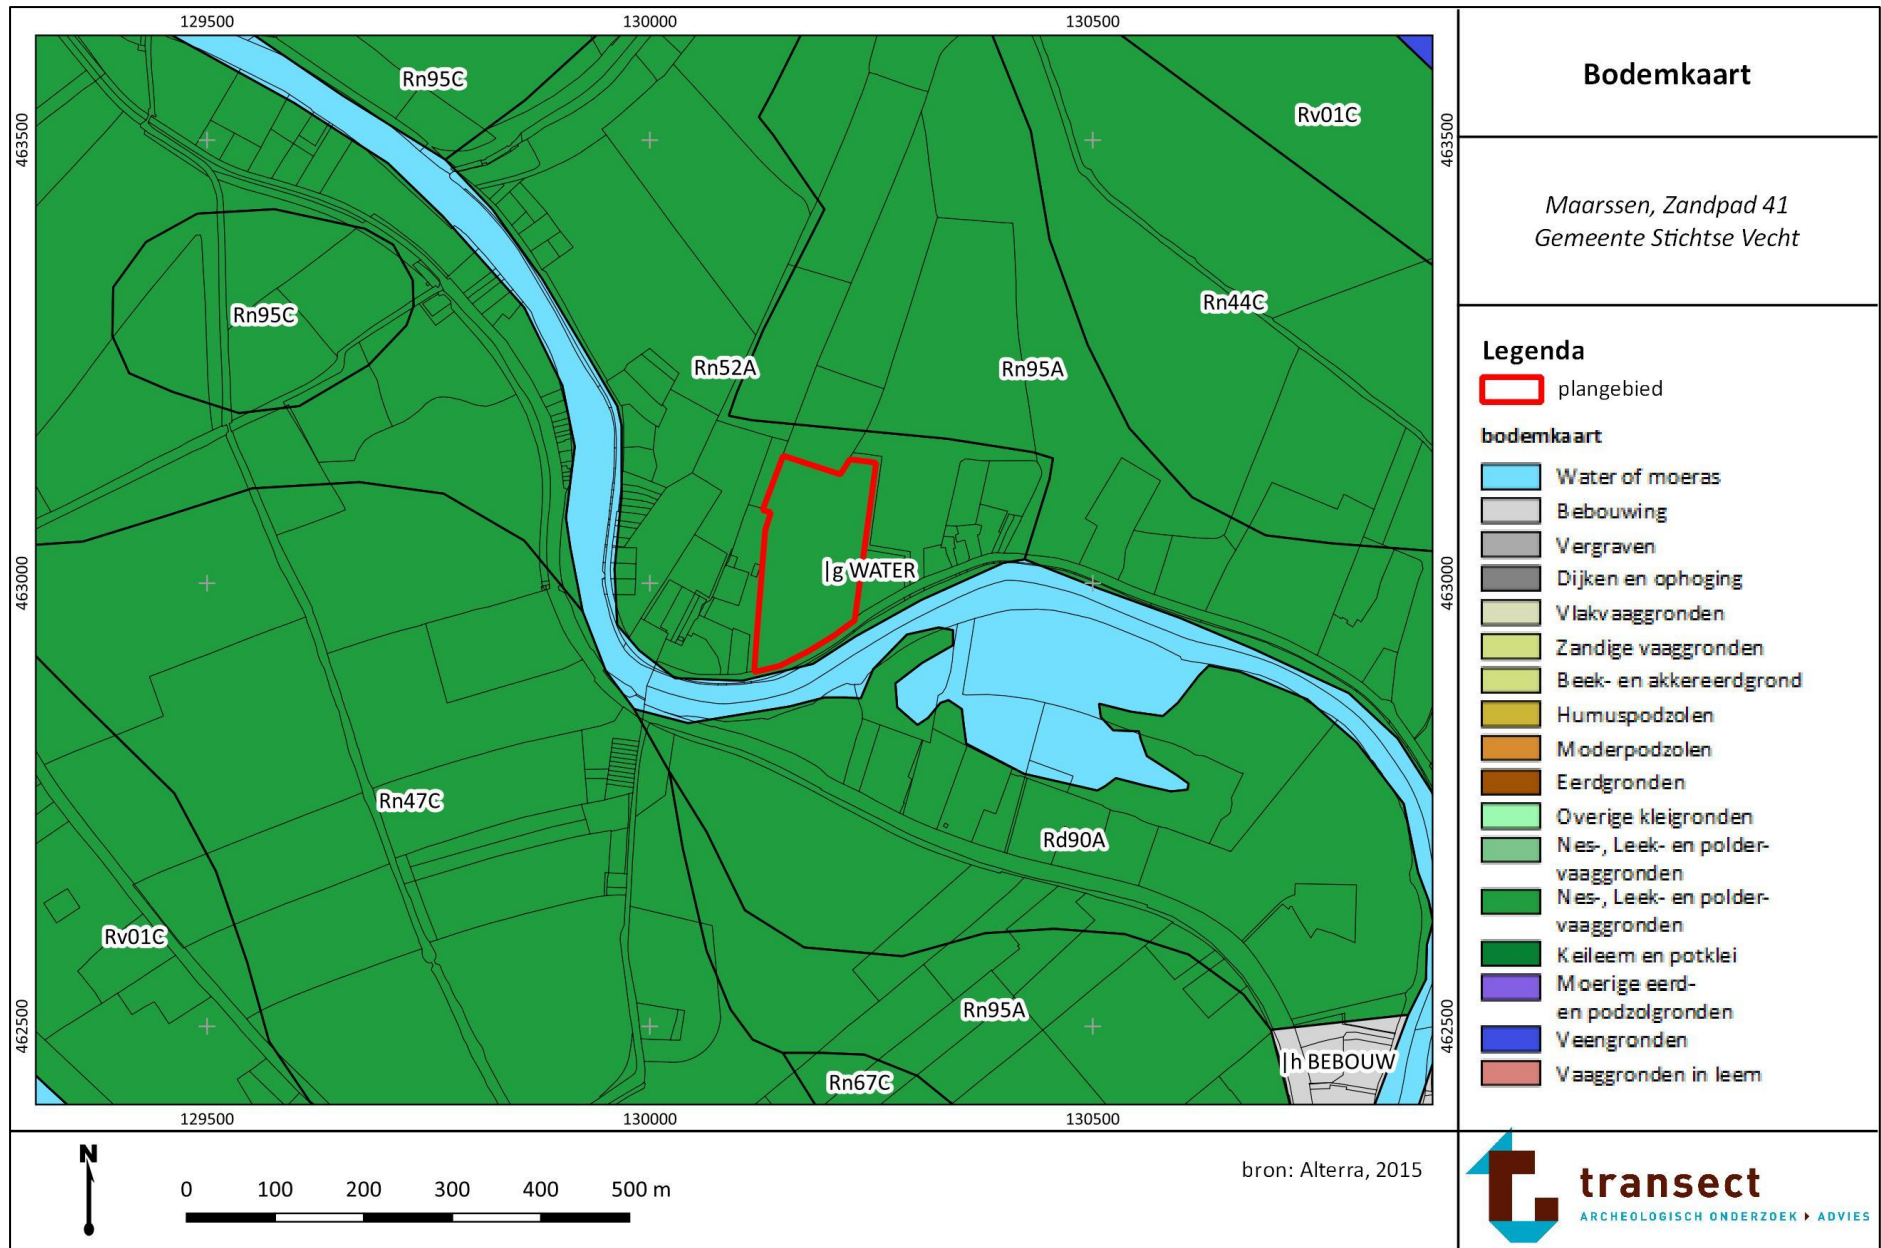 129500 130000 130500
463500
463000
462500
463500
463000
462500
Rn95C
Rv01C
Rn95C
Rn44C
Rn52A
Rn95A
|g WATER
Rn47C
Rd90A
Rv01C
Rn95A
|h BEBOUW
Rn67C
129500 130000 130500
N
0 100 200 300 400 500 m
bron: Alterra, 2015
Bodemkaart
Maarssen, Zandpad 41
Gemeente Stichtse Vecht
Legenda
plangebied
bodemkaart
Water of moeras
Bebouwing
Vergraven
Dijken en ophoging
Vlakvaaggronden
Zandige vaaggronden
Beek- en akkereerdgrond
Humuspodzolen
Moderpodzolen
Eerdgronden
Overige kleigronden
Nes-, Leek- en polder-
vaaggronden
Nes-, Leek- en polder-
vaaggronden
Keileem en potklei
Moerige eerd-
en podzolgronden
Veengronden
Vaaggronden in leem
transect
ARCHEOLOGISCH ONDERZOEK ▸ ADVIES